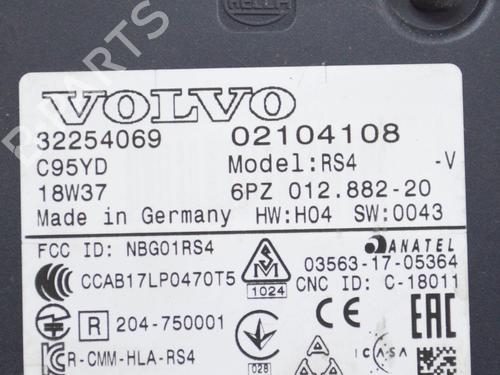 HELLA
B-PARTS
VOLVO
32254069 02104108
C95YD Model:RS4 -V
18W37 6PZ 012.882-20
Made in Germany HW:H04 SW:0043
FCC ID: NBG01RS4 ANATEL
CCAB17LP0470T5 1024 03563-17-05364
CNC ID: C-18011
R 204-750001 028 CE ICASA EAC
R-CMM-HLA-RS4